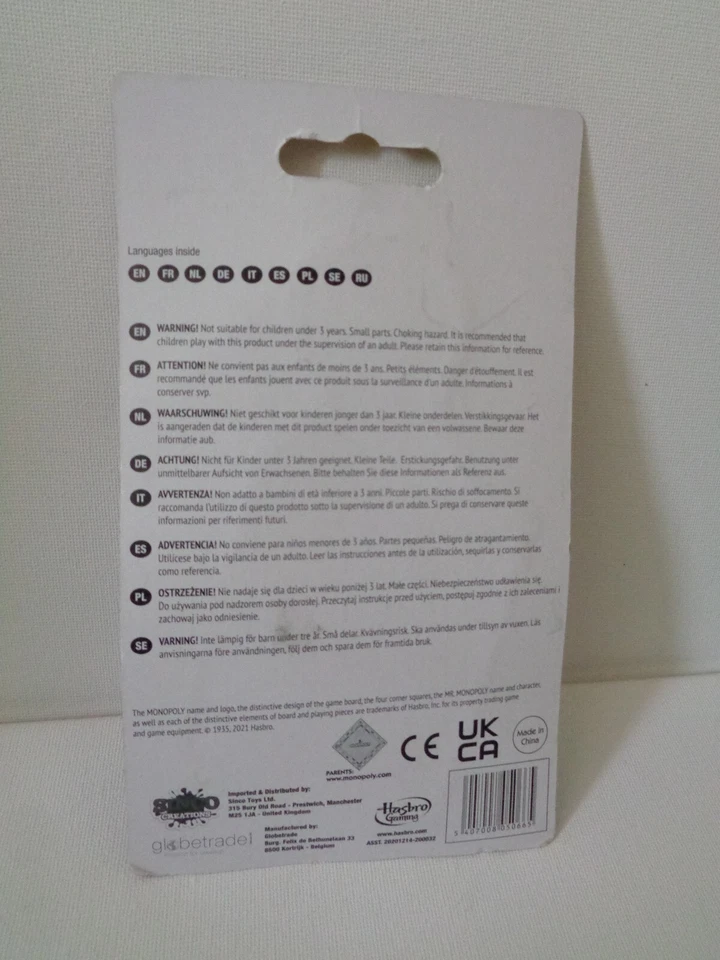 Languages inside
EN FR NL DE IT ES PL SE RU
EN WARNING! Not suitable for children under 3 years. Small parts. Choking hazard. It is recommended that
children play with this product under the supervision of an adult. Please retain this information for reference.
FR ATTENTION! Ne convient pas aux enfants de moins de 3 ans. Petits éléments. Danger d'étouffement. Il est
recommandé que les enfants jouent avec ce produit sous la surveillance d'un adulte. Informations à
conserver svp.
NL WAARSCHUWING! Niet geschikt voor kinderen jonger dan 3 jaar. Kleine onderdelen. Verstikkingsgevaar. Het
is aangeraden dat de kinderen met dit product spelen onder toezicht van een volwassene. Bewaar deze
informatie aub.
DE ACHTUNG! Nicht für Kinder unter 3 Jahren geeignet. Kleine Teile. Erstickungsgefahr. Benutzung unter
unmittelbarer Aufsicht von Erwachsenen. Bitte behalten Sie diese Informationen als Referenz aus.
IT AVVERTENZA! Non adatto a bambini di età inferiore a 3 anni. Piccole parti. Rischio di soffocamento. Si
raccomanda l'utilizzo di questo prodotto sotto la supervisione di un adulto. Si prega di conservare queste
informazioni per riferimenti futuri.
ES ADVERTENCIA! No conviene para niños menores de 3 años. Partes pequeñas. Peligro de atragantamiento.
Utilícese bajo la vigilancia de un adulto. Leer las instrucciones antes de la utilización, seguirlas y conservarlas
como referencia.
PL OSTRZEŻENIE! Nie nadaje się dla dzieci w wieku poniżej 3 lat. Małe części. Niebezpieczeństwo udławienia się.
Do używania pod nadzorem osoby dorosłej. Przeczytaj instrukcje przed użyciem, postępuj zgodnie z ich zaleceniami i
zachowaj jako odniesienie.
SE VARNING! Inte lämpig för barn under tre år. Små delar. Kvävningsrisk. Ska användas under tillsyn av vuxen. Läs
anvisningarna före användningen, följ dem och spara dem för framtida bruk.
The MONOPOLY name and logo, the distinctive design of the game board, the four corner squares, the MR. MONOPOLY name and character,
as well as each of the distinctive elements of board and playing pieces are trademarks of Hasbro, Inc. for its property trading game
and game equipment. © 1935, 2021 Hasbro.
CE UK
CA
Made in
China
PARENTS:
www.monopoly.com
SINCO
CREATIONS
Imported & Distributed by:
Sinco Toys Ltd.
315 Bury Old Road - Prestwich, Manchester
M25 1JA - United Kingdom
globetrade1
Manufactured by:
Globetrade
Burg. Felix de Bethunelaan 23
8500 Kortrijk - Belgium
Hasbro
Gaming
www.hasbro.com
ASST. 20201214-200032
5 407008 050665